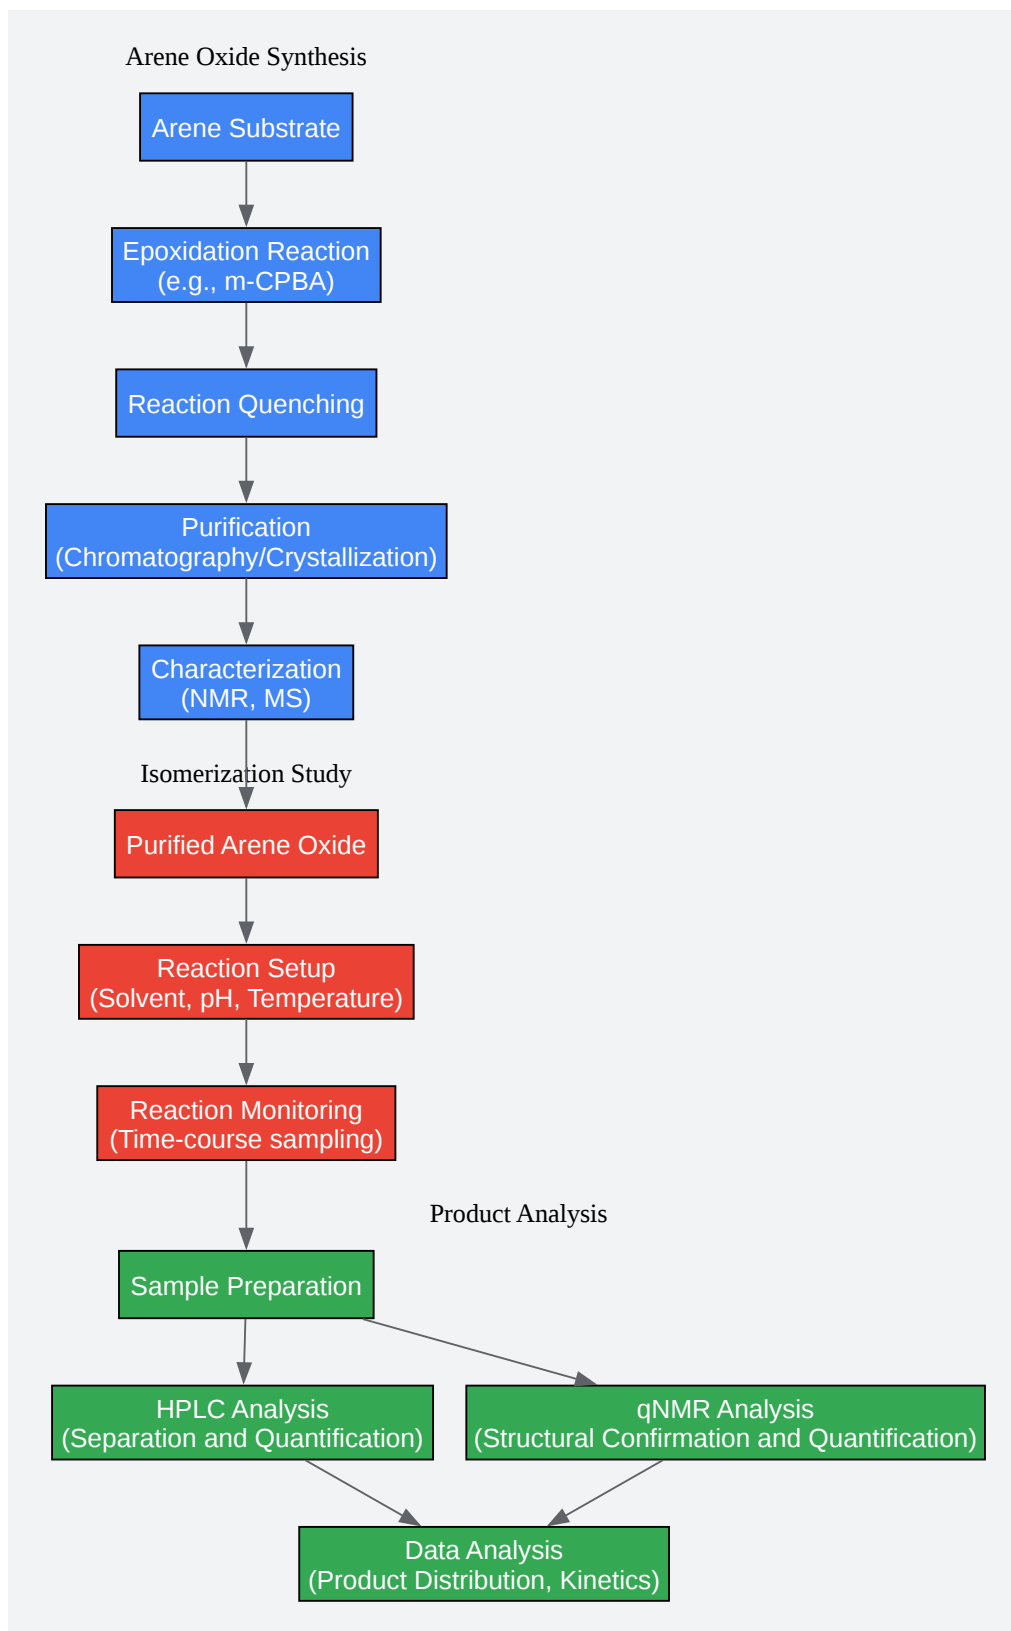 Arene Oxide Synthesis
Arene Substrate
Epoxidation Reaction
(e.g., m-CPBA)
Reaction Quenching
Purification
(Chromatography/Crystallization)
Characterization
(NMR, MS)
Isomerization Study
Purified Arene Oxide
Reaction Setup
(Solvent, pH, Temperature)
Reaction Monitoring
(Time-course sampling)
Product Analysis
Sample Preparation
HPLC Analysis
(Separation and Quantification)
qNMR Analysis
(Structural Confirmation and Quantification)
Data Analysis
(Product Distribution, Kinetics)